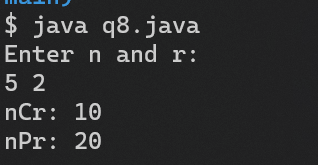 $ java q8.java
Enter n and r:
5 2
nCr: 10
nPr: 20